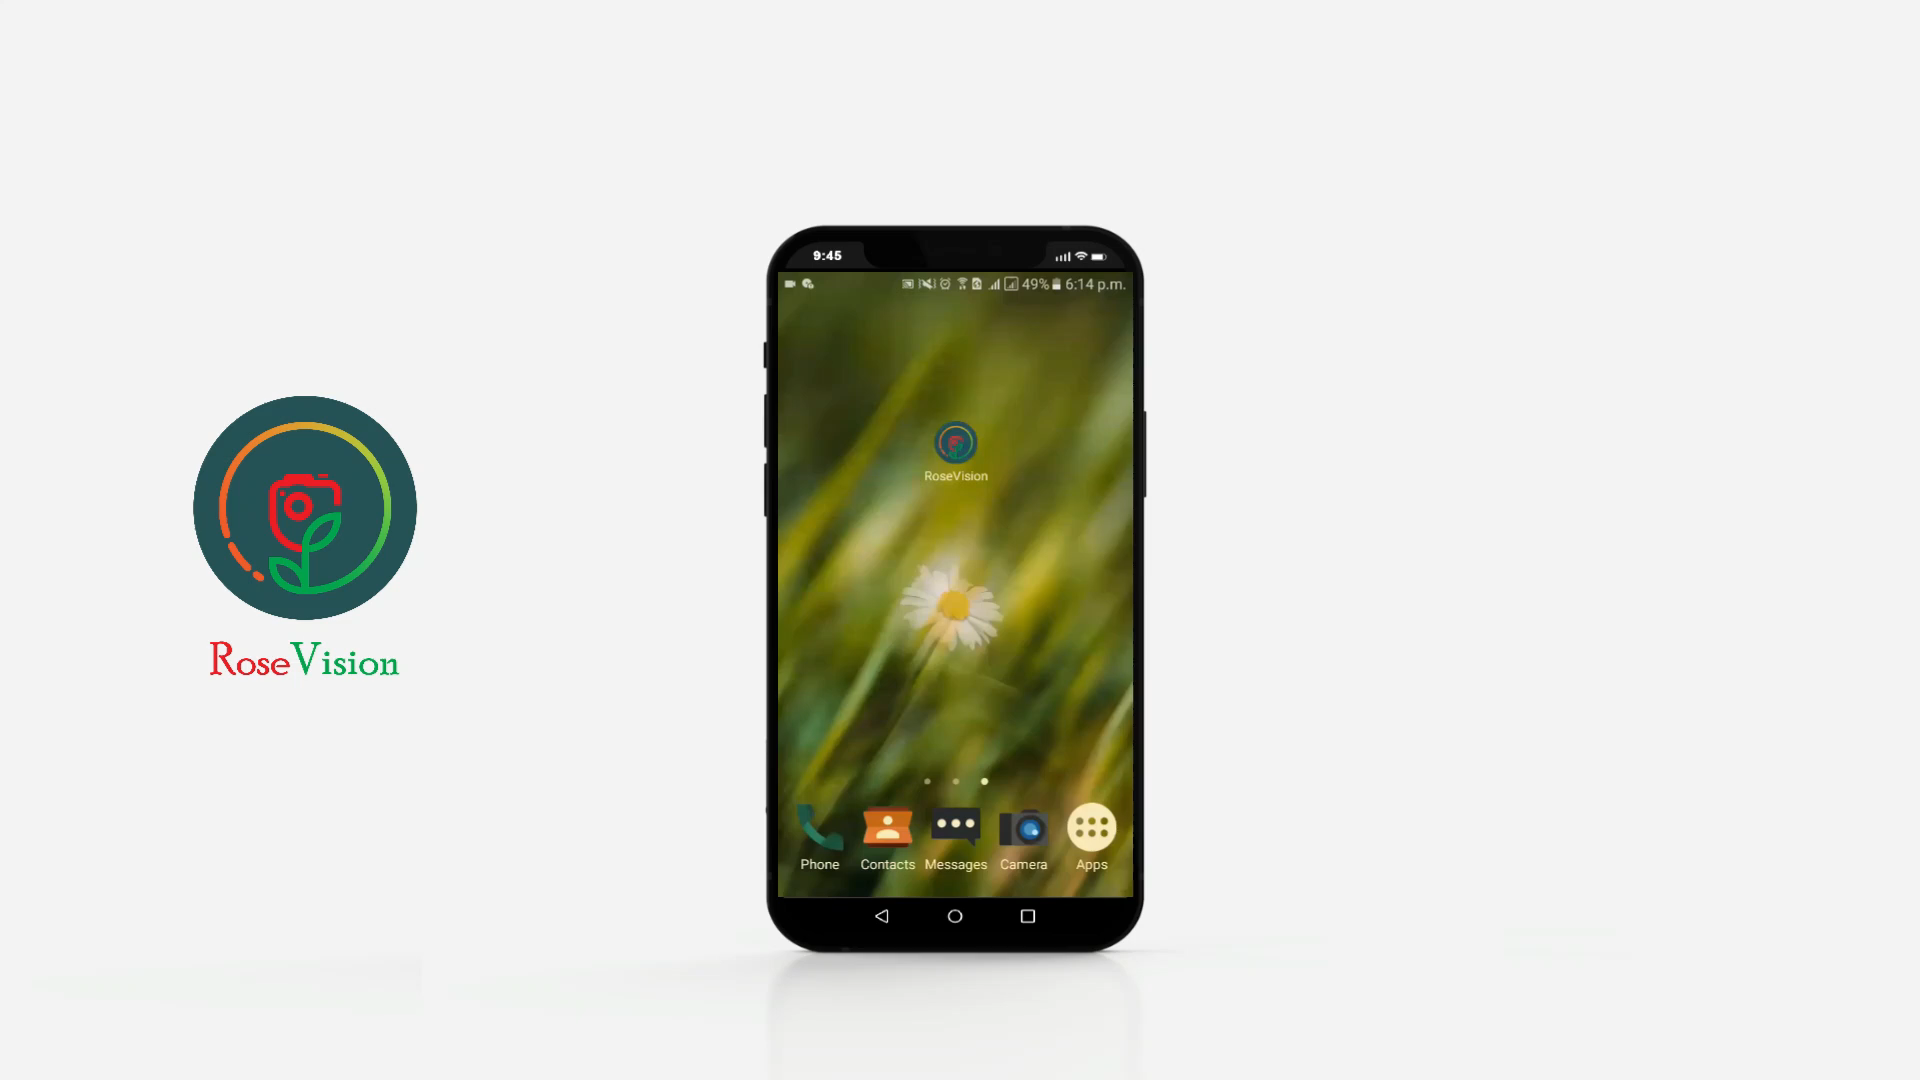 9:45
49% 6:14 p.m.
RoseVision
RoseVision
Phone Contacts Messages Camera Apps